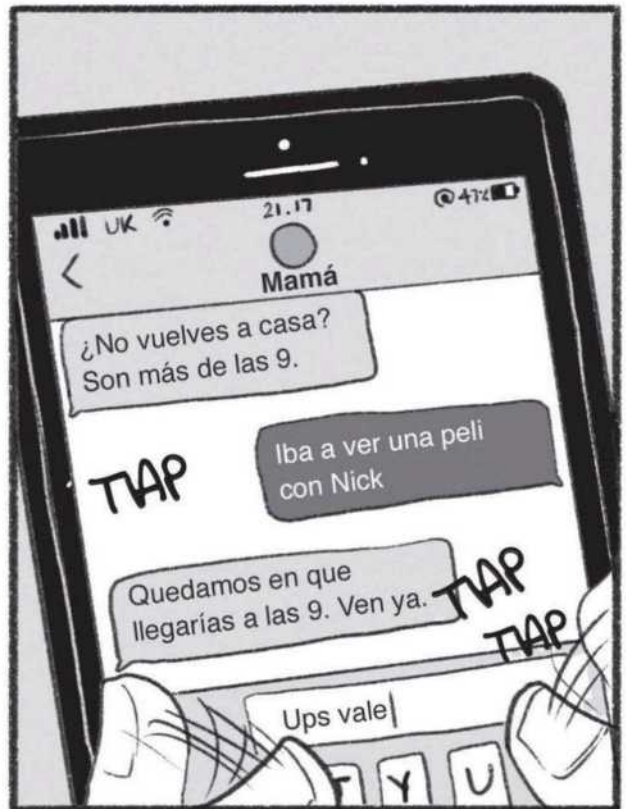 UK 21.17 @ 47%
Mamá
¿No vuelves a casa?
Son más de las 9.
TAP
Iba a ver una peli
con Nick
Quedamos en que
llegarías a las 9. Ven ya.
TAP
TAP
Ups vale
T Y U